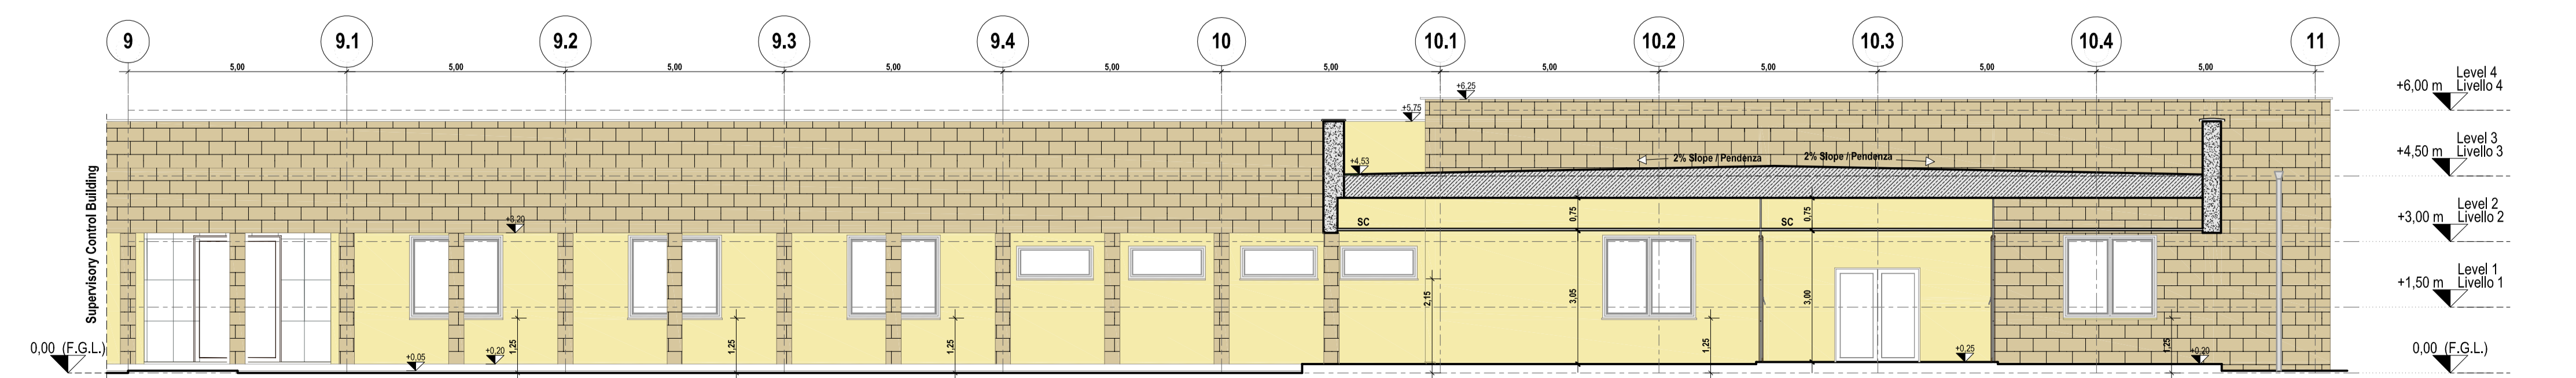 9 9.1 9.2 9.3 9.4 10 10.1 10.2 10.3 10.4 11
5,00 5,00 5,00 5,00 5,00 5,00 5,00 5,00 5,00 5,00
Level 4
+6,00 m Livello 4
+6,25
+5,75
Level 3
+4,50 m Livello 3
2% Slope / Pendenza 2% Slope / Pendenza
+4,53
Supervisory Control Building
Level 2
+3,00 m Livello 2
+3,20
SC 0,75 SC 0,75
Level 1
+1,50 m Livello 1
2,15 3,05 3,00
1,25 1,25 1,25 1,25 1,25
0,00 (F.G.L.) +0.05 +0.20 +0.25 +0.20 0,00 (F.G.L.)